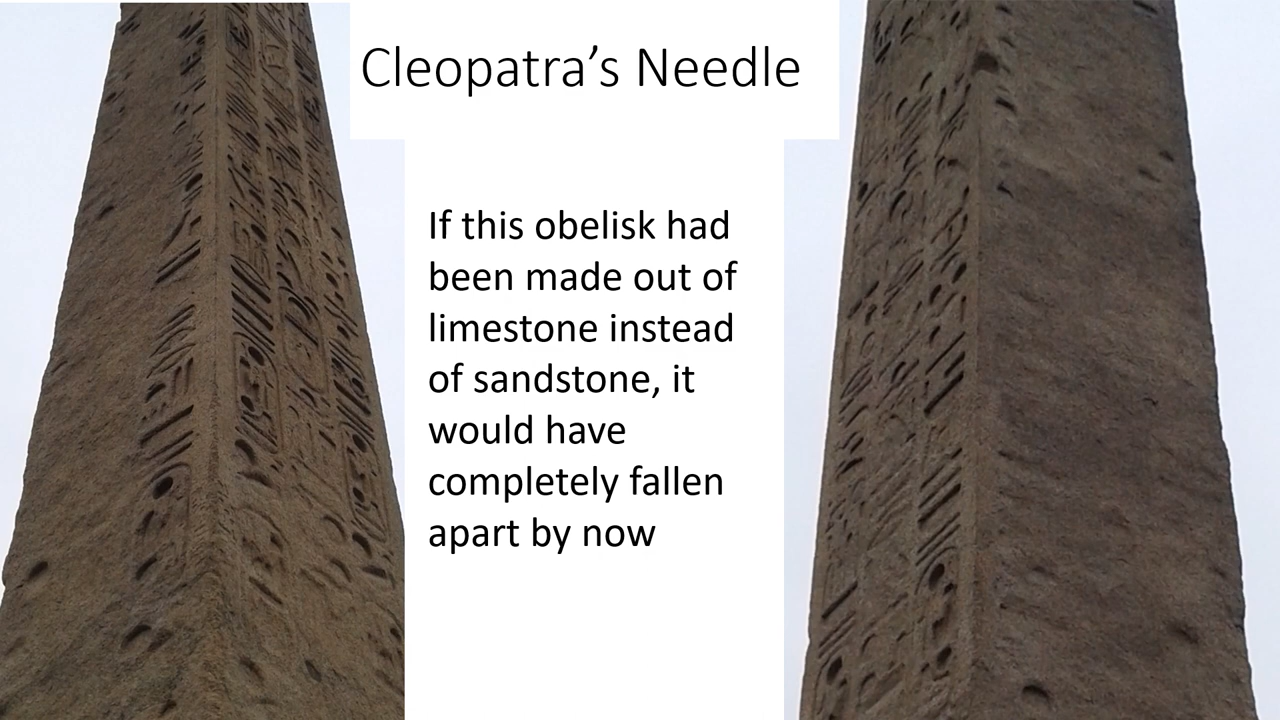 Cleopatra’s Needle
If this obelisk had
been made out of
limestone instead
of sandstone, it
would have
completely fallen
apart by now